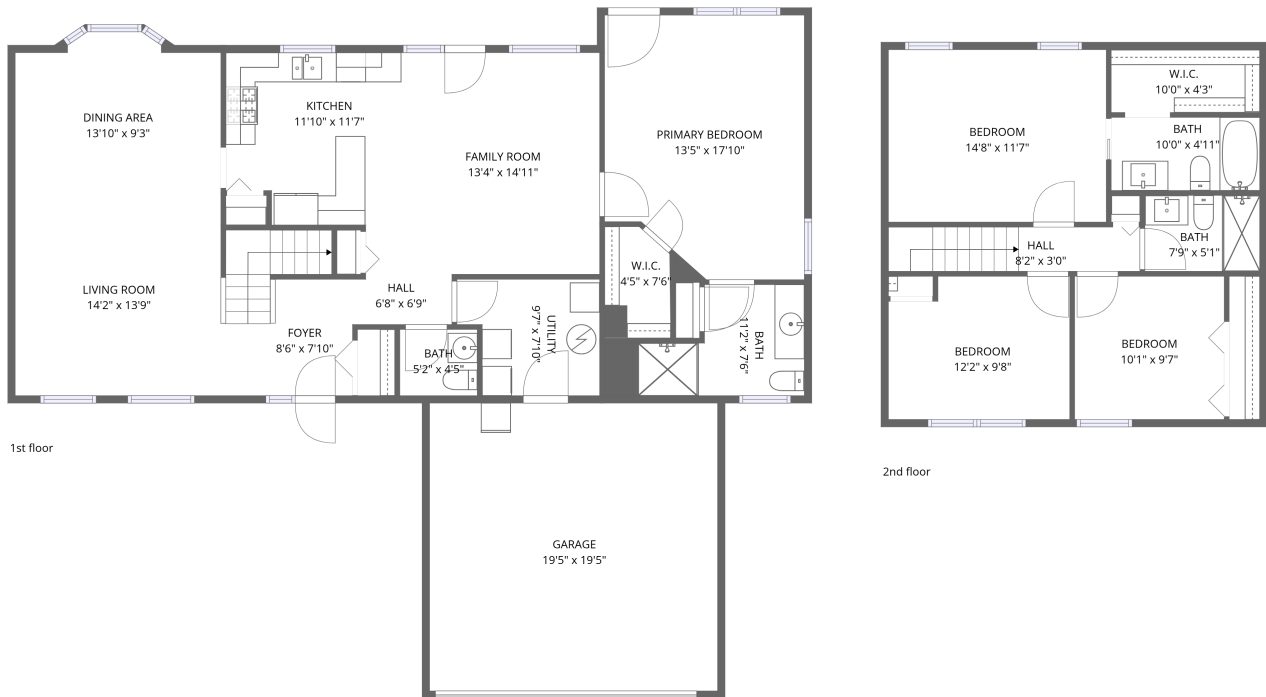 DINING AREA
13'10" x 9'3"
KITCHEN
11'10" x 11'7"
FAMILY ROOM
13'4" x 14'11"
PRIMARY BEDROOM
13'5" x 17'10"
LIVING ROOM
14'2" x 13'9"
FOYER
8'6" x 7'10"
HALL
6'8" x 6'9"
BATH
5'2" x 4'5"
UTILITY
9'7" x 7'10"
W.I.C.
4'5" x 7'6"
BATH
11'2" x 7'6"
GARAGE
19'5" x 19'5"
1st floor
BEDROOM
14'8" x 11'7"
W.I.C.
10'0" x 4'3"
BATH
10'0" x 4'11"
BATH
7'9" x 5'1"
HALL
8'2" x 3'0"
BEDROOM
12'2" x 9'8"
BEDROOM
10'1" x 9'7"
2nd floor